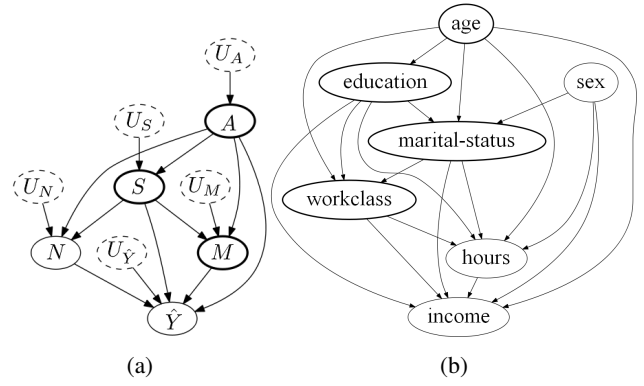 U_A
A
U_S
S
U_N
U_M
N
U_Ŷ
M
Ŷ
(a)
age
education
sex
marital-status
workclass
hours
income
(b)